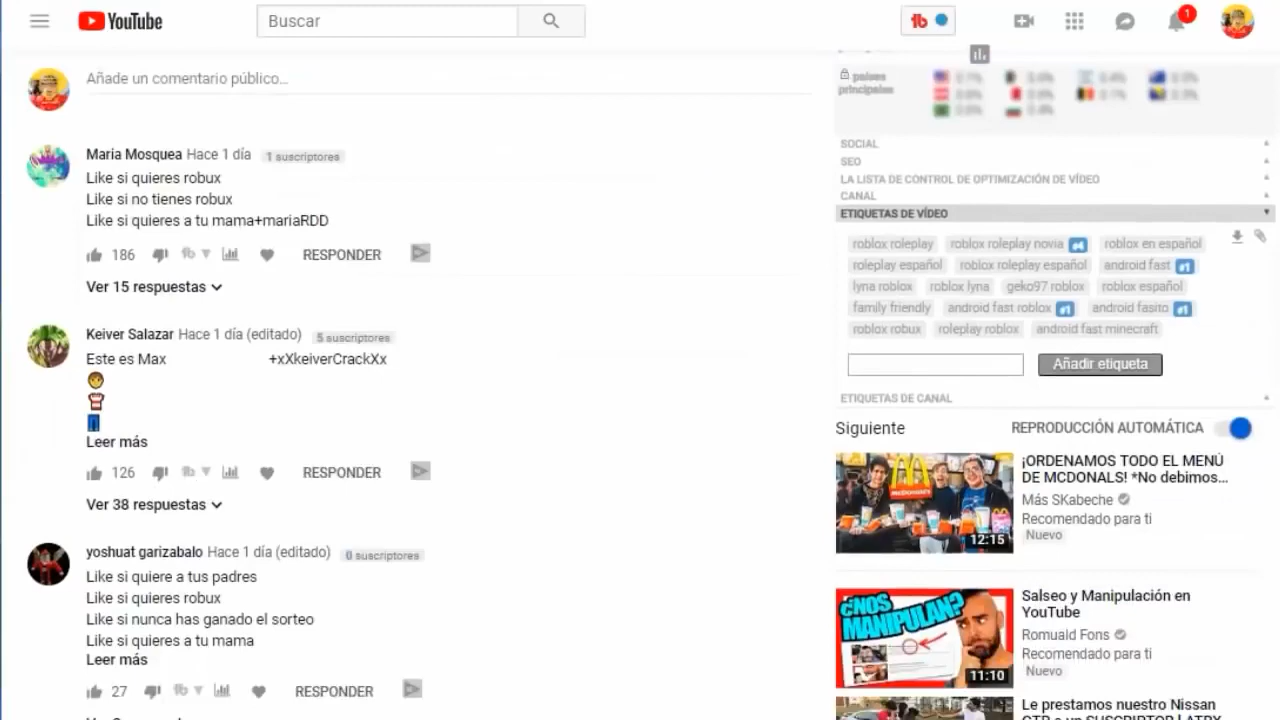 YouTube
Buscar
1
Añade un comentario público...
países
principales
Maria Mosquea Hace 1 día 1 suscriptores
Like si quieres robux
Like si no tienes robux
Like si quieres a tu mama+mariaRDD
186 RESPONDER
Ver 15 respuestas
Keiver Salazar Hace 1 día (editado) 5 suscriptores
Este es Max +xXkeiverCrackXx
Leer más
126 RESPONDER
Ver 38 respuestas
yoshuat garizabalo Hace 1 día (editado) 0 suscriptores
Like si quiere a tus padres
Like si quieres robux
Like si nunca has ganado el sorteo
Like si quieres a tu mama
Leer más
27 RESPONDER
SOCIAL
SEO
LA LISTA DE CONTROL DE OPTIMIZACIÓN DE VÍDEO
CANAL
ETIQUETAS DE VÍDEO
roblox roleplay roblox roleplay novia #4 roblox en español
roleplay español roblox roleplay español android fast #1
lyna roblox roblox lyna geko97 roblox roblox español
family friendly android fast roblox #1 android fasito #1
roblox robux roleplay roblox android fast minecraft
Añadir etiqueta
ETIQUETAS DE CANAL
Siguiente REPRODUCCIÓN AUTOMÁTICA
McDonald's
12:15
¡ORDENAMOS TODO EL MENÚ
DE MCDONALS! *No debimos...
Más SKabeche
Recomendado para ti
Nuevo
¿NOS
MANIPULAN?
11:10
Salseo y Manipulación en
YouTube
Romuald Fons
Recomendado para ti
Nuevo
Le prestamos nuestro Nissan